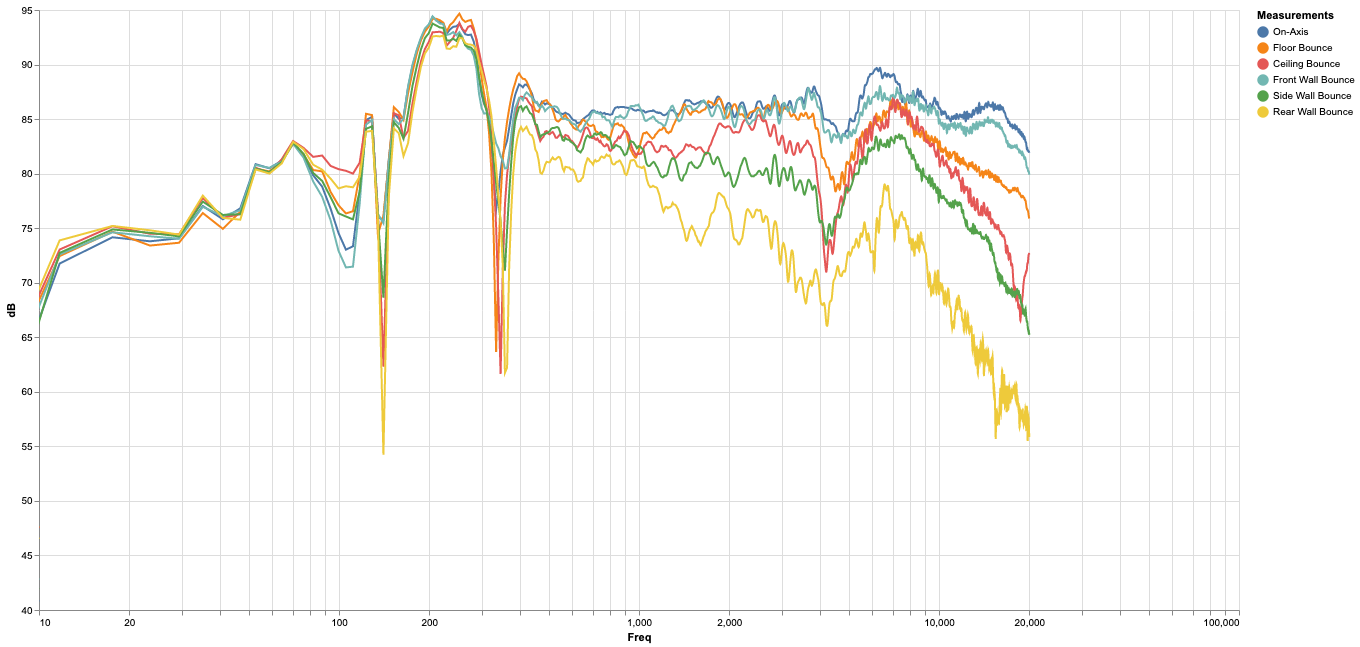 Measurements
On-Axis
Floor Bounce
Ceiling Bounce
Front Wall Bounce
Side Wall Bounce
Rear Wall Bounce
95
90
85
80
75
70
65
60
55
50
45
40
dB
10 20 100 200 1,000 2,000 10,000 20,000 100,000
Freq